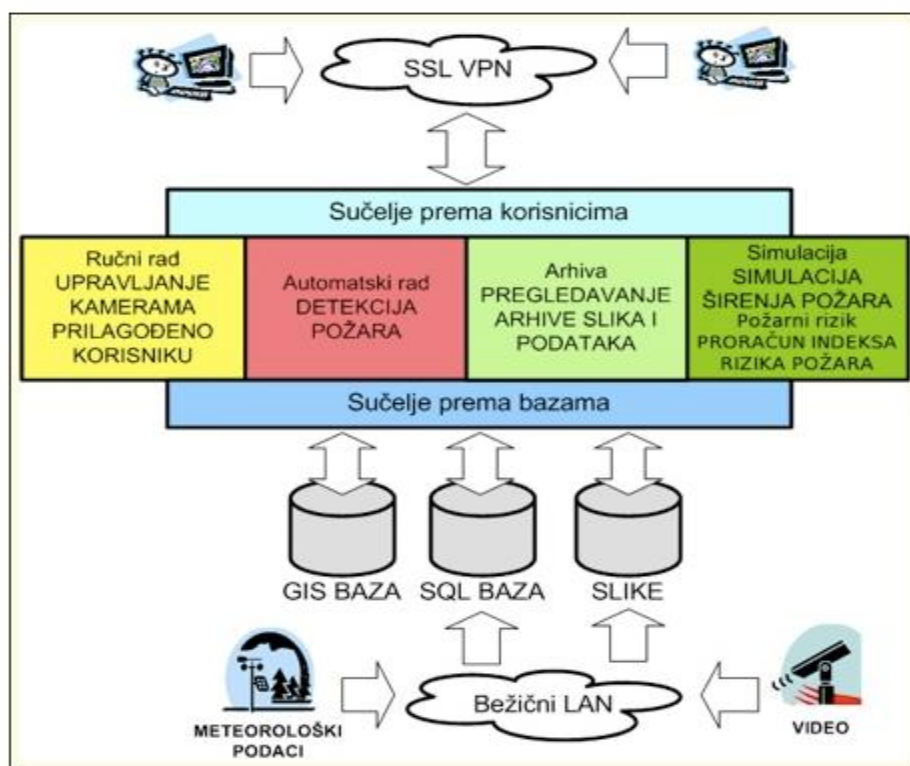 SSL VPN
Sučelje prema korisnicima
Ručni rad
UPRAVLJANJE
KAMERAMA
PRILAGOĐENO
KORISNIKU
Automatski rad
DETEKCIJA
POŽARA
Arhiva
PREGLEDAVANJE
ARHIVE SLIKA I
PODATAKA
Simulacija
SIMULACIJA
ŠIRENJA POŽARA
Požarni rizik
PRORAČUN INDEKSA
RIZIKA POŽARA
Sučelje prema bazama
GIS BAZA
SQL BAZA
SLIKE
METEOROLOŠKI
PODACI
Bežični LAN
VIDEO